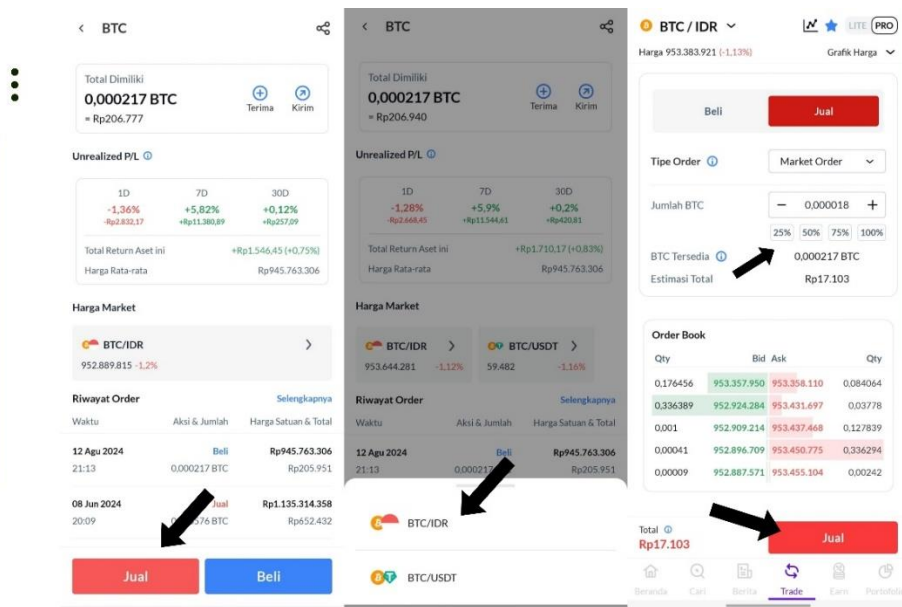 BTC
Total Dimiliki
0,000217 BTC
= Rp206.777
Terima Kirim
Unrealized P/L
1D 7D 30D
-1,36% +5,82% +0,12%
-Rp2.832,17 +Rp11.380,89 +Rp257,09
Total Return Aset ini +Rp1.546,45 (+0,75%)
Harga Rata-rata Rp945.763.306
Harga Market
BTC/IDR
952.889.815 -1,2%
Riwayat Order Selengkapnya
Waktu Aksi & Jumlah Harga Satuan & Total
12 Agu 2024 Beli Rp945.763.306
21:13 0,000217 BTC Rp205.951
08 Jun 2024 Jual Rp1.135.314.358
20:09 576 BTC Rp652.432
Jual Beli
BTC
Total Dimiliki
0,000217 BTC
= Rp206.940
Terima Kirim
Unrealized P/L
1D 7D 30D
-1,28% +5,9% +0,2%
-Rp2.668,45 +Rp11.544,61 +Rp420,81
Total Return Aset ini +Rp1.710,17 (+0,83%)
Harga Rata-rata Rp945.763.306
Harga Market
BTC/IDR BTC/USDT
953.644.281 -1,12% 59.482 -1,16%
Riwayat Order Selengkapnya
Waktu Aksi & Jumlah Harga Satuan & Total
12 Agu 2024 Beli Rp945.763.306
21:13 0,000217 Rp205.951
BTC/IDR
BTC/USDT
BTC / IDR LITE PRO
Harga 953.383.921 (-1,13%) Grafik Harga
Beli Jual
Tipe Order Market Order
Jumlah BTC - 0,000018 +
25% 50% 75% 100%
BTC Tersedia 0,000217 BTC
Estimasi Total Rp17.103
Order Book
Qty Bid Ask Qty
0,176456 953.357.950 953.358.110 0,084064
0,336389 952.924.284 953.431.697 0,03778
0,001 952.909.214 953.437.468 0,127839
0,00041 952.896.709 953.450.775 0,336294
0,00009 952.887.571 953.455.104 0,00242
Total
Rp17.103
Jual
Beranda Cari Berita Trade Earn Portofolio